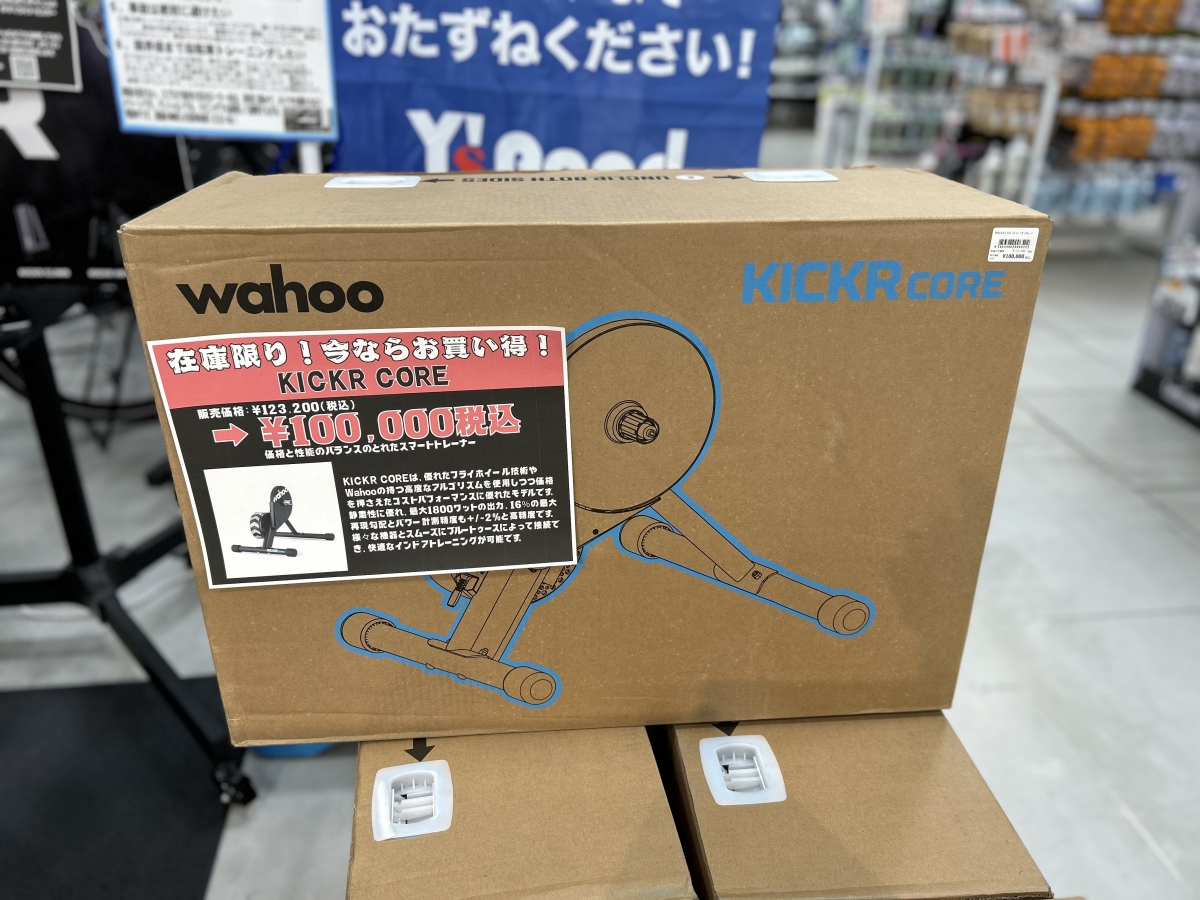 おたずねください!
Y's Road
UNCLIP BOTH SIDES
wahoo
KICKR CORE
¥100,000
在庫限り!今ならお買い得!
KICKR CORE
販売価格:¥123,200(税込)
➡ ¥100,000税込
価格と性能のバランスのとれたスマートトレーナー
wahoo
KICKR COREは、優れたフライホイール技術や
Wahooの持つ高度なアルゴリズムを使用しつつ価格
を押さえたコストパフォーマンスに優れたモデルです。
静粛性に優れ、最大1800ワットの出力、16%の最大
再現勾配とパワー計測精度も+/-2%と高精度です。
様々な機器とスムーズにブルートゥースによって接続で
き、快適なインドアトレーニングが可能です。